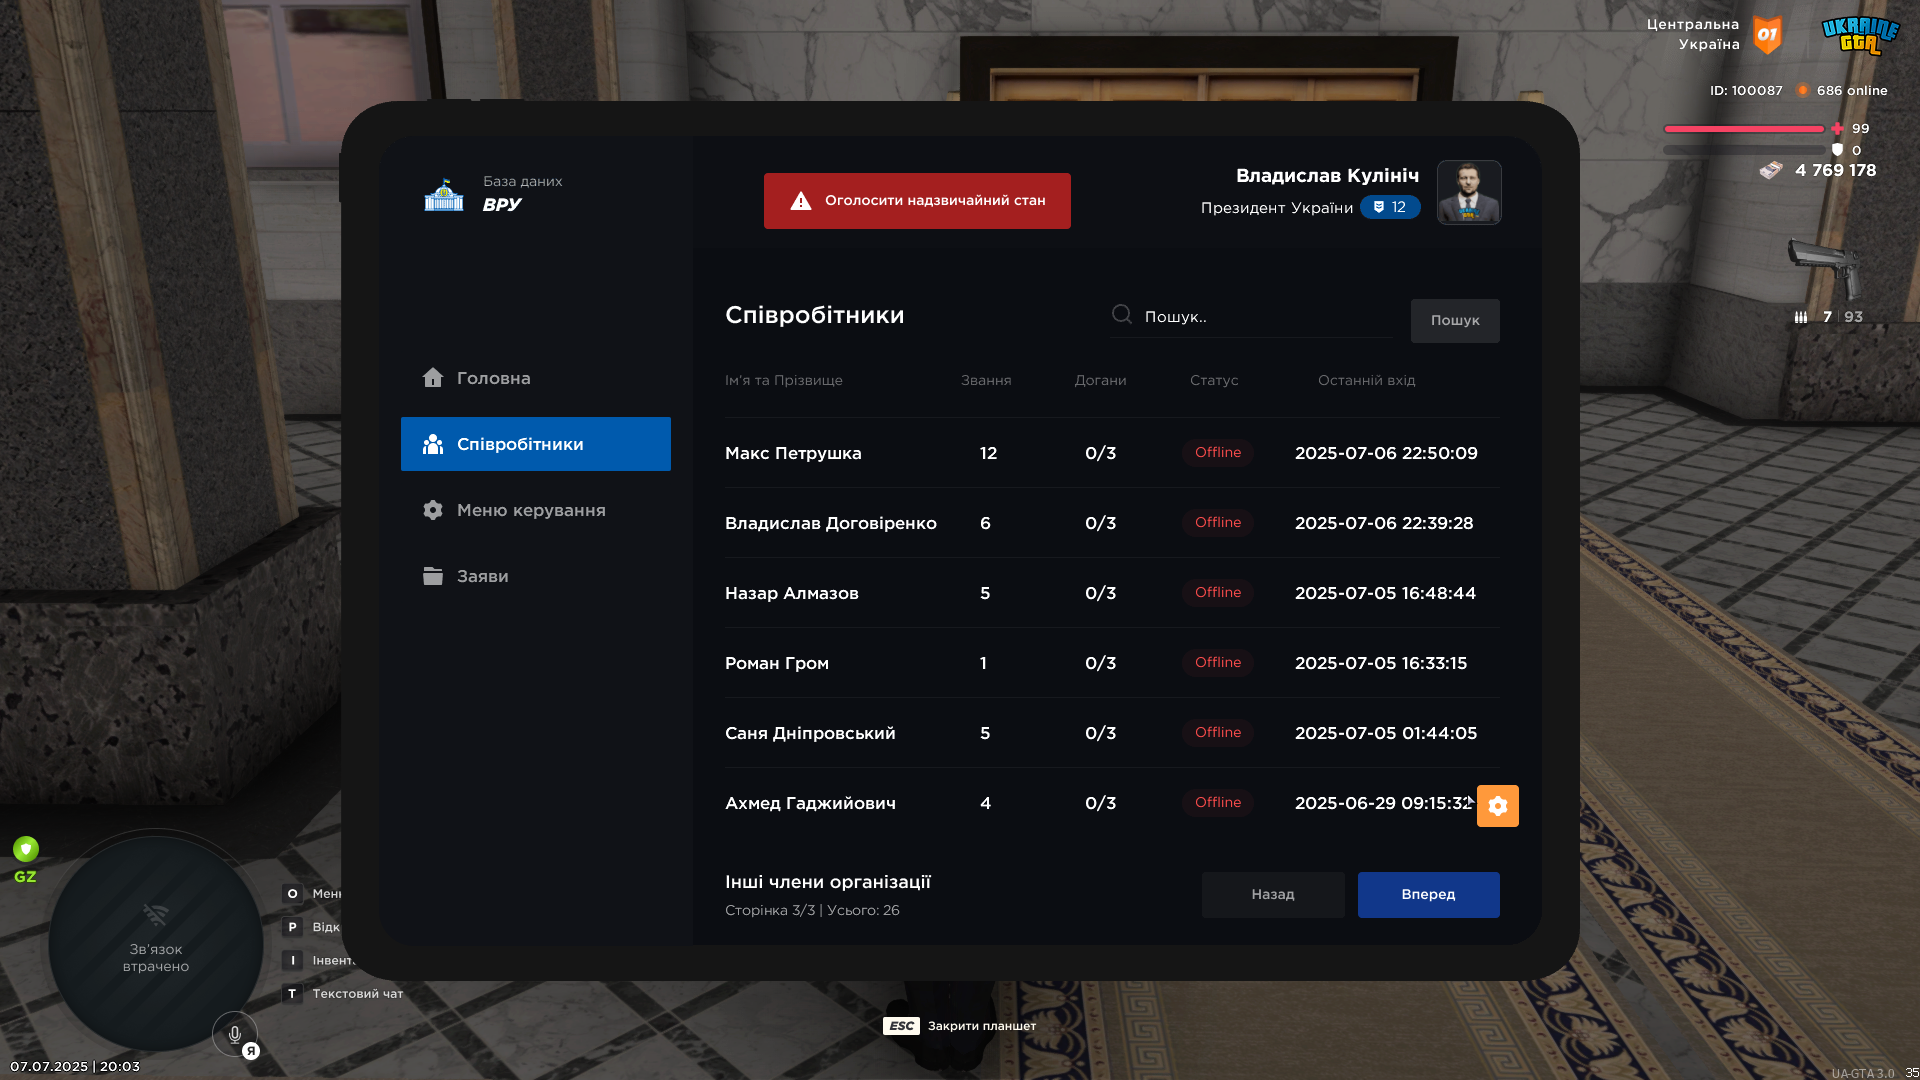 Центральна
Україна
01
UKRAINE
GTA
ID: 100087
686 online
99
0
4 769 178
7 | 93
База даних
ВРУ
Оголосити надзвичайний стан
Владислав Кулініч
Президент України
12
Головна
Співробітники
Меню керування
Заяви
Співробітники
Пошук..
Пошук
Ім'я та Прізвище Звання Догани Статус Останній вхід
Макс Петрушка 12 0/3 Offline 2025-07-06 22:50:09
Владислав Договіренко 6 0/3 Offline 2025-07-06 22:39:28
Назар Алмазов 5 0/3 Offline 2025-07-05 16:48:44
Роман Гром 1 0/3 Offline 2025-07-05 16:33:15
Саня Дніпровський 5 0/3 Offline 2025-07-05 01:44:05
Ахмед Гаджийович 4 0/3 Offline 2025-06-29 09:15:32
Інші члени організації
Сторінка 3/3 | Усього: 26
Назад
Вперед
GZ
Зв'язок
втрачено
O Мен
P Відк
I Інвент
T Текстовий чат
Я
ESC Закрити планшет
07.07.2025 | 20:03
UA-GTA 3.0
35